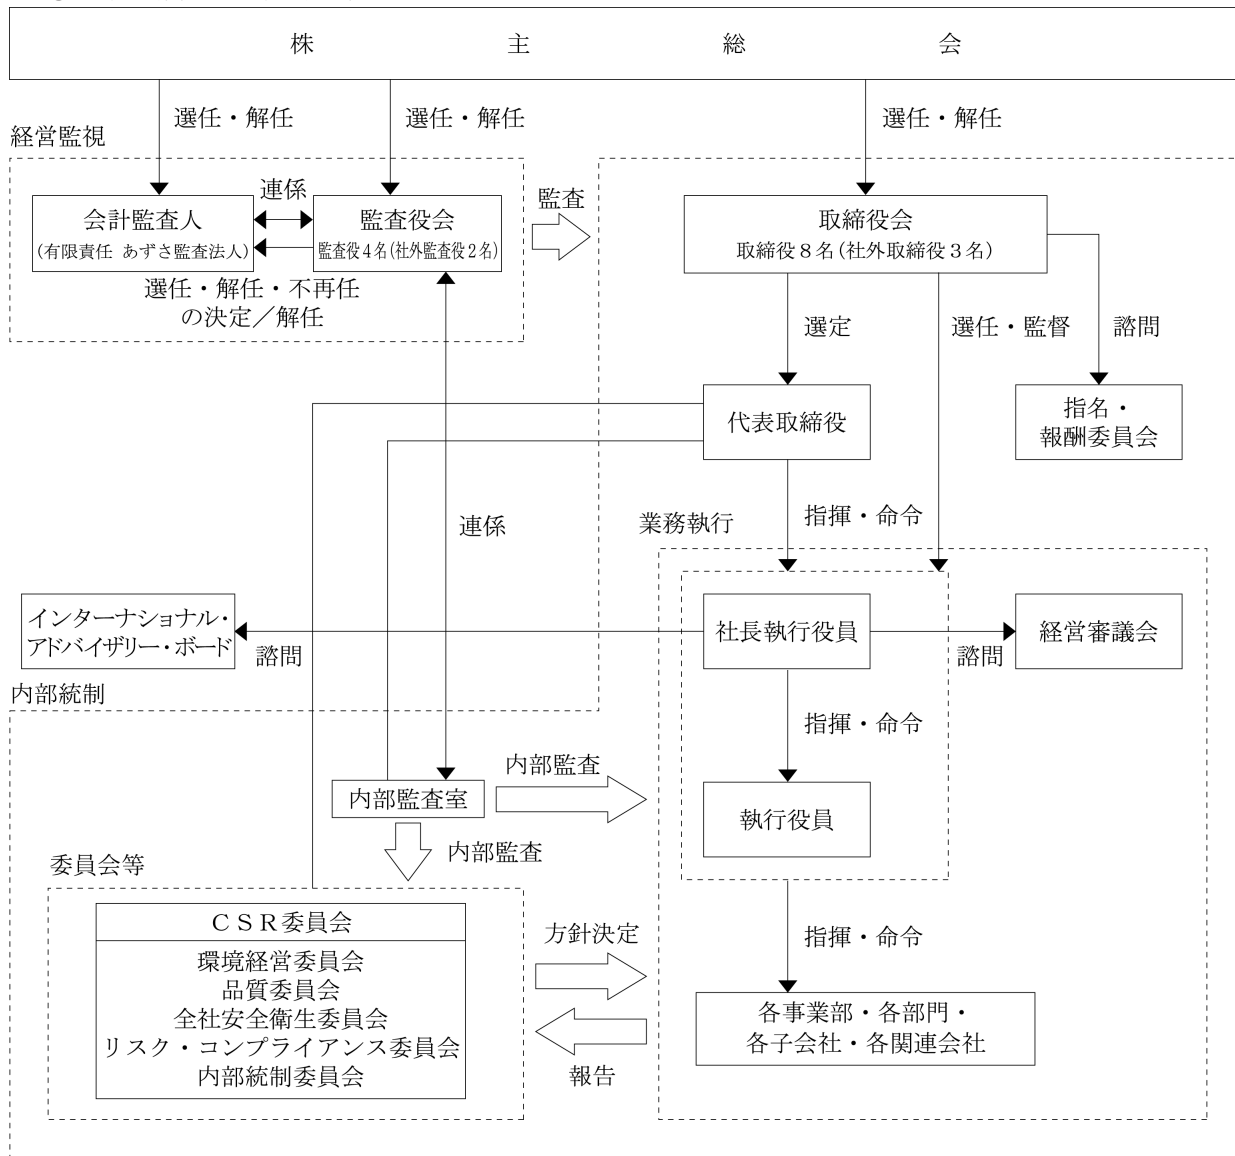 株主総会
選任・解任
選任・解任
選任・解任
経営監視
会計監査人
(有限責任 あずさ監査法人)
連係
監査役会
監査役4名(社外監査役2名)
監査
取締役会
取締役8名(社外取締役3名)
選任・解任・不再任
の決定／解任
選定
選任・監督
諮問
代表取締役
指名・
報酬委員会
連係
業務執行
指揮・命令
インターナショナル・
アドバイザリー・ボード
諮問
社長執行役員
諮問
経営審議会
内部統制
指揮・命令
内部監査
内部監査室
執行役員
内部監査
委員会等
CSR委員会
環境経営委員会
品質委員会
全社安全衛生委員会
リスク・コンプライアンス委員会
内部統制委員会
方針決定
報告
指揮・命令
各事業部・各部門・
各子会社・各関連会社